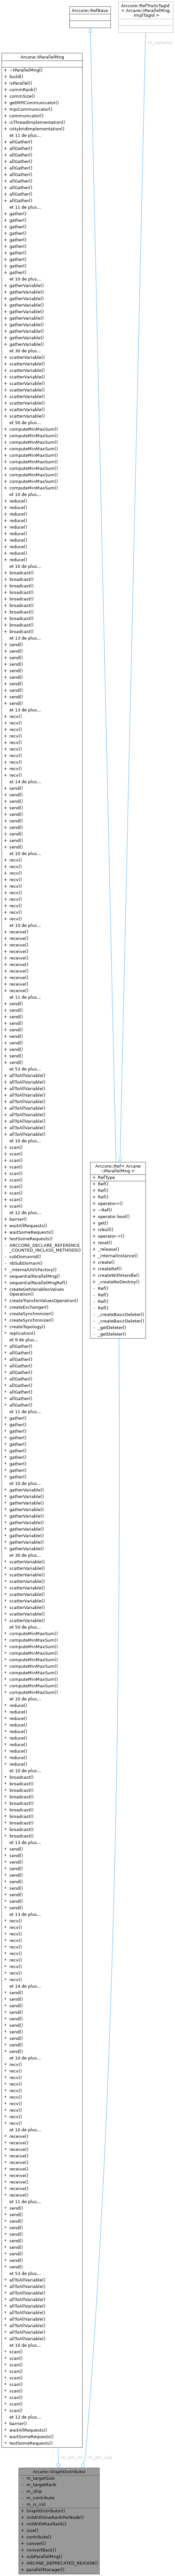 Arccore::RefBase
Arccore::RefTraitsTagId
< Arcane::IParallelMng,
ImplTagId >
#m_instance
Arcane::IParallelMng
+ ~IParallelMng()
+ build()
+ isParallel()
+ commRank()
+ commSize()
+ getMPICommunicator()
+ mpiCommunicator()
+ communicator()
+ isThreadImplementation()
+ isHybridImplementation()
et 11 de plus...
+ allGather()
+ allGather()
+ allGather()
+ allGather()
+ allGather()
+ allGather()
+ allGather()
+ allGather()
+ allGather()
+ allGather()
et 11 de plus...
+ gather()
+ gather()
+ gather()
+ gather()
+ gather()
+ gather()
+ gather()
+ gather()
+ gather()
+ gather()
et 10 de plus...
+ gatherVariable()
+ gatherVariable()
+ gatherVariable()
+ gatherVariable()
+ gatherVariable()
+ gatherVariable()
+ gatherVariable()
+ gatherVariable()
+ gatherVariable()
+ gatherVariable()
et 30 de plus...
+ scatterVariable()
+ scatterVariable()
+ scatterVariable()
+ scatterVariable()
+ scatterVariable()
+ scatterVariable()
+ scatterVariable()
+ scatterVariable()
+ scatterVariable()
+ scatterVariable()
et 50 de plus...
+ computeMinMaxSum()
+ computeMinMaxSum()
+ computeMinMaxSum()
+ computeMinMaxSum()
+ computeMinMaxSum()
+ computeMinMaxSum()
+ computeMinMaxSum()
+ computeMinMaxSum()
+ computeMinMaxSum()
+ computeMinMaxSum()
et 10 de plus...
+ reduce()
+ reduce()
+ reduce()
+ reduce()
+ reduce()
+ reduce()
+ reduce()
+ reduce()
+ reduce()
+ reduce()
et 10 de plus...
+ broadcast()
+ broadcast()
+ broadcast()
+ broadcast()
+ broadcast()
+ broadcast()
+ broadcast()
+ broadcast()
+ broadcast()
+ broadcast()
et 13 de plus...
+ send()
+ send()
+ send()
+ send()
+ send()
+ send()
+ send()
+ send()
+ send()
+ send()
et 13 de plus...
+ recv()
+ recv()
+ recv()
+ recv()
+ recv()
+ recv()
+ recv()
+ recv()
+ recv()
+ recv()
et 14 de plus...
+ send()
+ send()
+ send()
+ send()
+ send()
+ send()
+ send()
+ send()
+ send()
+ send()
et 10 de plus...
+ recv()
+ recv()
+ recv()
+ recv()
+ recv()
+ recv()
+ recv()
+ recv()
+ recv()
+ recv()
et 10 de plus...
+ receive()
+ receive()
+ receive()
+ receive()
+ receive()
+ receive()
+ receive()
+ receive()
+ receive()
+ receive()
et 11 de plus...
+ send()
+ send()
+ send()
+ send()
+ send()
+ send()
+ send()
+ send()
+ send()
+ send()
et 53 de plus...
+ allToAllVariable()
+ allToAllVariable()
+ allToAllVariable()
+ allToAllVariable()
+ allToAllVariable()
+ allToAllVariable()
+ allToAllVariable()
+ allToAllVariable()
+ allToAllVariable()
+ allToAllVariable()
et 10 de plus...
+ scan()
+ scan()
+ scan()
+ scan()
+ scan()
+ scan()
+ scan()
+ scan()
+ scan()
+ scan()
et 12 de plus...
+ barrier()
+ waitAllRequests()
+ waitSomeRequests()
+ testSomeRequests()
- ARCCORE_DECLARE_REFERENCE
_COUNTED_INCLASS_METHODS()
- subDomainId()
- nbSubDomain()
- _internalUtilsFactory()
- sequentialParallelMng()
- sequentialParallelMngRef()
- createGetVariablesValues
Operation()
- createTransferValuesOperation()
- createExchanger()
- createSynchronizer()
- createSynchronizer()
- createTopology()
- replication()
et 9 de plus...
* allGather()
* allGather()
* allGather()
* allGather()
* allGather()
* allGather()
* allGather()
* allGather()
* allGather()
* allGather()
et 11 de plus...
* gather()
* gather()
* gather()
* gather()
* gather()
* gather()
* gather()
* gather()
* gather()
* gather()
et 10 de plus...
* gatherVariable()
* gatherVariable()
* gatherVariable()
* gatherVariable()
* gatherVariable()
* gatherVariable()
* gatherVariable()
* gatherVariable()
* gatherVariable()
* gatherVariable()
et 30 de plus...
* scatterVariable()
* scatterVariable()
* scatterVariable()
* scatterVariable()
* scatterVariable()
* scatterVariable()
* scatterVariable()
* scatterVariable()
* scatterVariable()
* scatterVariable()
et 50 de plus...
* computeMinMaxSum()
* computeMinMaxSum()
* computeMinMaxSum()
* computeMinMaxSum()
* computeMinMaxSum()
* computeMinMaxSum()
* computeMinMaxSum()
* computeMinMaxSum()
* computeMinMaxSum()
* computeMinMaxSum()
et 10 de plus...
* reduce()
* reduce()
* reduce()
* reduce()
* reduce()
* reduce()
* reduce()
* reduce()
* reduce()
* reduce()
et 10 de plus...
* broadcast()
* broadcast()
* broadcast()
* broadcast()
* broadcast()
* broadcast()
* broadcast()
* broadcast()
* broadcast()
* broadcast()
et 13 de plus...
* send()
* send()
* send()
* send()
* send()
* send()
* send()
* send()
* send()
* send()
et 13 de plus...
* recv()
* recv()
* recv()
* recv()
* recv()
* recv()
* recv()
* recv()
* recv()
* recv()
et 14 de plus...
* send()
* send()
* send()
* send()
* send()
* send()
* send()
* send()
* send()
* send()
et 10 de plus...
* recv()
* recv()
* recv()
* recv()
* recv()
* recv()
* recv()
* recv()
* recv()
* recv()
et 10 de plus...
* receive()
* receive()
* receive()
* receive()
* receive()
* receive()
* receive()
* receive()
* receive()
* receive()
et 11 de plus...
* send()
* send()
* send()
* send()
* send()
* send()
* send()
* send()
* send()
* send()
et 53 de plus...
* allToAllVariable()
* allToAllVariable()
* allToAllVariable()
* allToAllVariable()
* allToAllVariable()
* allToAllVariable()
* allToAllVariable()
* allToAllVariable()
* allToAllVariable()
* allToAllVariable()
et 10 de plus...
* scan()
* scan()
* scan()
* scan()
* scan()
* scan()
* scan()
* scan()
* scan()
* scan()
et 12 de plus...
* barrier()
* waitAllRequests()
* waitSomeRequests()
* testSomeRequests()
Arccore::Ref< Arcane
::IParallelMng >
+ RefType
+ Ref()
+ Ref()
+ Ref()
+ operator=()
+ ~Ref()
+ operator bool()
+ get()
+ isNull()
+ operator->()
+ reset()
+ _release()
+ _internalInstance()
+ create()
+ createRef()
+ createWithHandle()
+ _createNoDestroy()
- Ref()
- Ref()
- Ref()
- Ref()
- _createBasicDeleter()
- _createBasicDeleter()
- _getDeleter()
- _getDeleter()
-m_pm_ini
-m_pm_sub
Arcane::GraphDistributor
- m_targetSize
- m_targetRank
- m_skip
- m_contribute
- m_is_init
+ GraphDistributor()
+ initWithOneRankPerNode()
+ initWithMaxRank()
+ size()
+ contribute()
+ convert()
+ convertBack()
+ subParallelMng()
+ ARCANE_DEPRECATED_REASON()
+ parallelManager()